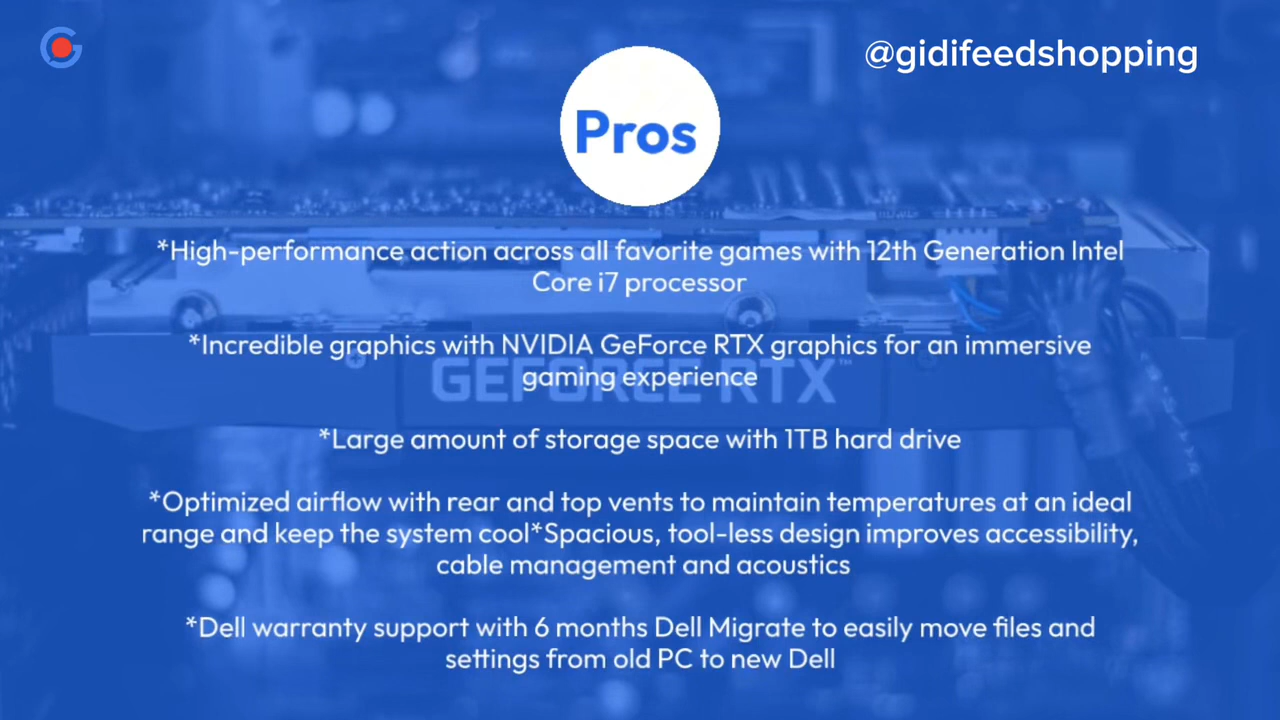 @gidifeedshopping
Pros
*High-performance action across all favorite games with 12th Generation Intel
Core i7 processor
*Incredible graphics with NVIDIA GeForce RTX graphics for an immersive
gaming experience
GEFORCE RTX™
*Large amount of storage space with 1TB hard drive
*Optimized airflow with rear and top vents to maintain temperatures at an ideal
range and keep the system cool*Spacious, tool-less design improves accessibility,
cable management and acoustics
*Dell warranty support with 6 months Dell Migrate to easily move files and
settings from old PC to new Dell